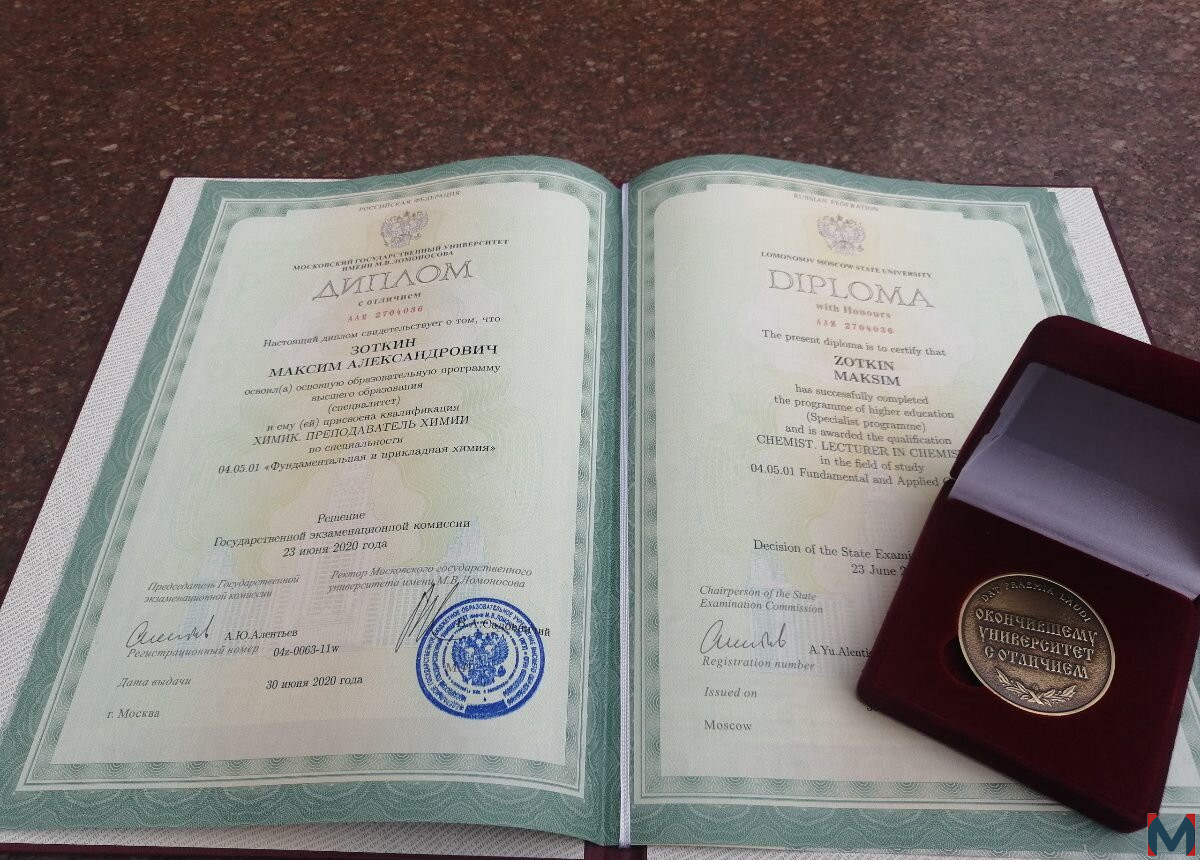 РОССИЙСКАЯ ФЕДЕРАЦИЯ
МОСКОВСКИЙ ГОСУДАРСТВЕННЫЙ УНИВЕРСИТЕТ
ИМЕНИ М.В.ЛОМОНОСОВА
ДИПЛОМ
С ОТЛИЧИЕМ
ААН 2704036
Настоящий диплом свидетельствует о том, что
ЗОТКИН
МАКСИМ АЛЕКСАНДРОВИЧ
освоил(а) основную образовательную программу
высшего образования
(специалитет)
и ему (ей) присвоена квалификация
ХИМИК. ПРЕПОДАВАТЕЛЬ ХИМИИ
по специальности
04.05.01 «Фундаментальная и прикладная химия»
Решение
Государственной экзаменационной комиссии
23 июня 2020 года
Председатель Государственной
экзаменационной комиссии
Ректор Московского государственного
университета имени М.В.Ломоносова
А.Ю.Алентьев
Регистрационный номер 04z-0063-11w
Дата выдачи 30 июня 2020 года
г. Москва
RUSSIAN FEDERATION
LOMONOSOV MOSCOW STATE UNIVERSITY
DIPLOMA
with Honours
ААН 2704036
The present diploma is to certify that
ZOTKIN
MAKSIM
has successfully completed
the programme of higher education
(Specialist programme)
and is awarded the qualification
CHEMIST. LECTURER IN CHEMIS
in the field of study
04.05.01 Fundamental and Applied
Decision of the State Exami
23 June 2
Chairperson of the State
Examination Commission
A.Yu.Alenti
Registration number
Issued on
Moscow
DAT PRAEMIA LAUDI
ОКОНЧИВШЕМУ
УНИВЕРСИТЕТ
С ОТЛИЧИЕМ
М